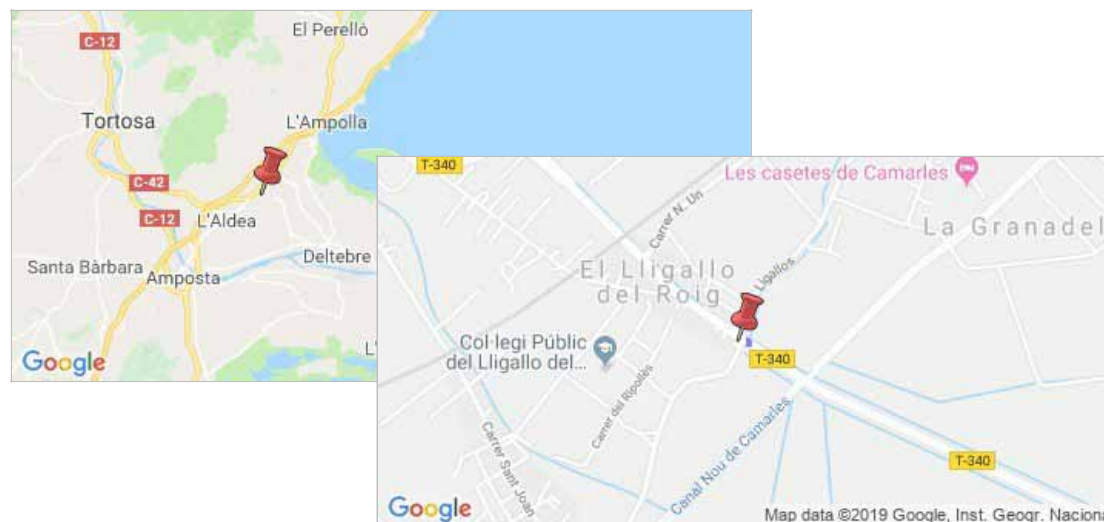 C-12
El Perelló
Tortosa
L'Ampolla
C-42
C-12
L'Aldea
Deltebre
Santa Bàrbara
Amposta
L'
Google
T-340
Les casetes de Camarles
Carrer N. Un
La Granadel
El Lligallo
del Roig
Ligallos
Col·legi Públic
del Lligallo del...
T-340
Carrer del Ripollès
Canal Nou de Camarles
Carrer Sant Joan
T-340
Google
Map data ©2019 Google, Inst. Geogr. Naciona